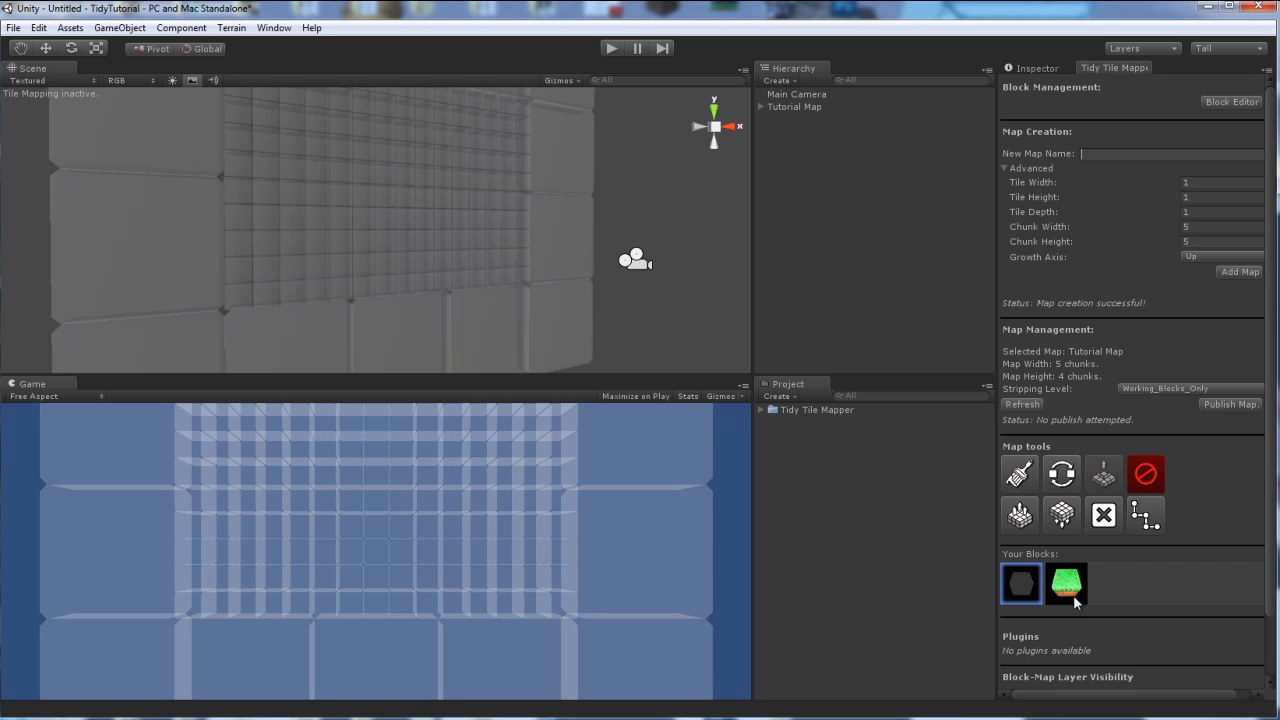 Unity - Untitled - TidyTutorial - PC and Mac Standalone*
File Edit Assets GameObject Component Terrain Window Help
Pivot Global Layers Tall
Scene
Textured RGB Gizmos All
Tile Mapping inactive.
y
x
Game
Free Aspect Maximize on Play Stats Gizmos
Hierarchy
Create All
Main Camera
Tutorial Map
Project
Create All
Tidy Tile Mapper
Inspector Tidy Tile Mappe
Block Management:
Block Editor
Map Creation:
New Map Name:
Advanced
Tile Width: 1
Tile Height: 1
Tile Depth: 1
Chunk Width: 5
Chunk Height: 5
Growth Axis: Up
Add Map
Status: Map creation successful!
Map Management:
Selected Map: Tutorial Map
Map Width: 5 chunks.
Map Height: 4 chunks.
Stripping Level: Working_Blocks_Only
Refresh Publish Map.
Status: No publish attempted.
Map tools
Your Blocks:
Plugins
No plugins available
Block-Map Layer Visibility